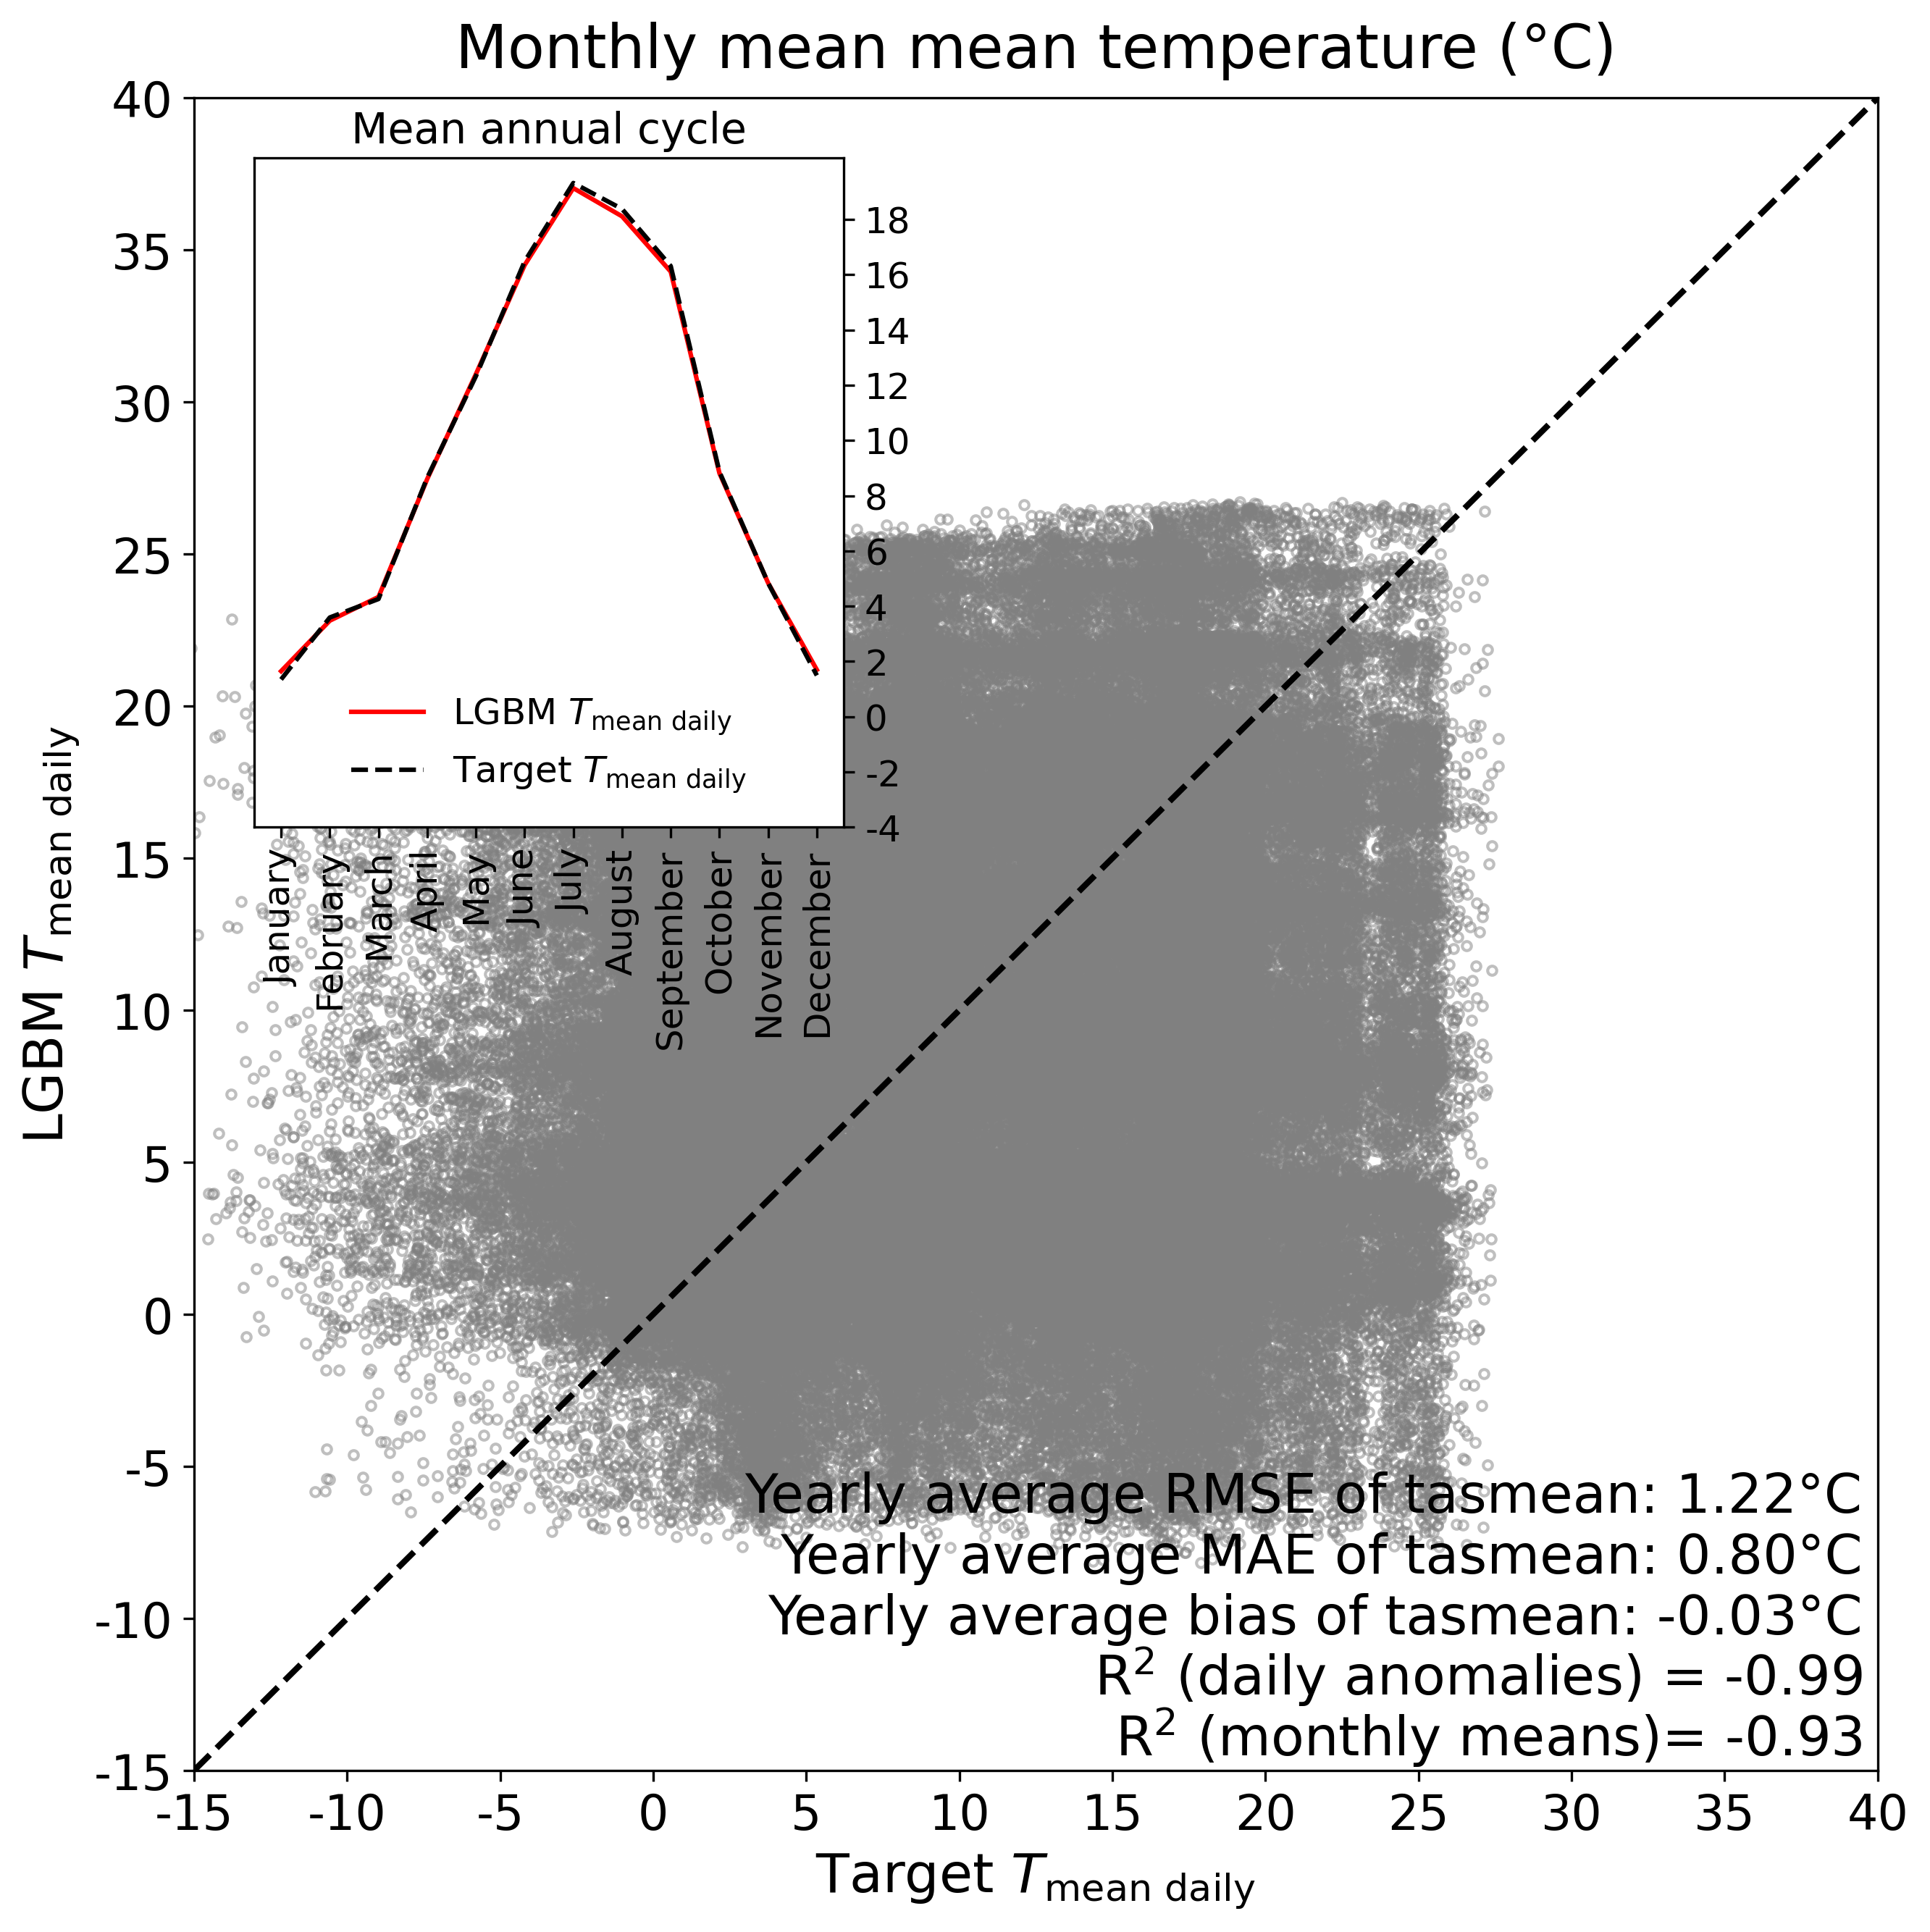 Monthly mean mean temperature (°C)
40
35
30
25
20
15
10
5
0
-5
-10
-15
LGBM T mean daily
Mean annual cycle
18
16
14
12
10
8
6
4
2
0
-2
-4
LGBM T mean daily
Target T mean daily
January
February
March
April
May
June
July
August
September
October
November
December
Yearly average RMSE of tasmean: 1.22°C
Yearly average MAE of tasmean: 0.80°C
Yearly average bias of tasmean: -0.03°C
R² (daily anomalies) = -0.99
R² (monthly means)= -0.93
-15 -10 -5 0 5 10 15 20 25 30 35 40
Target T mean daily